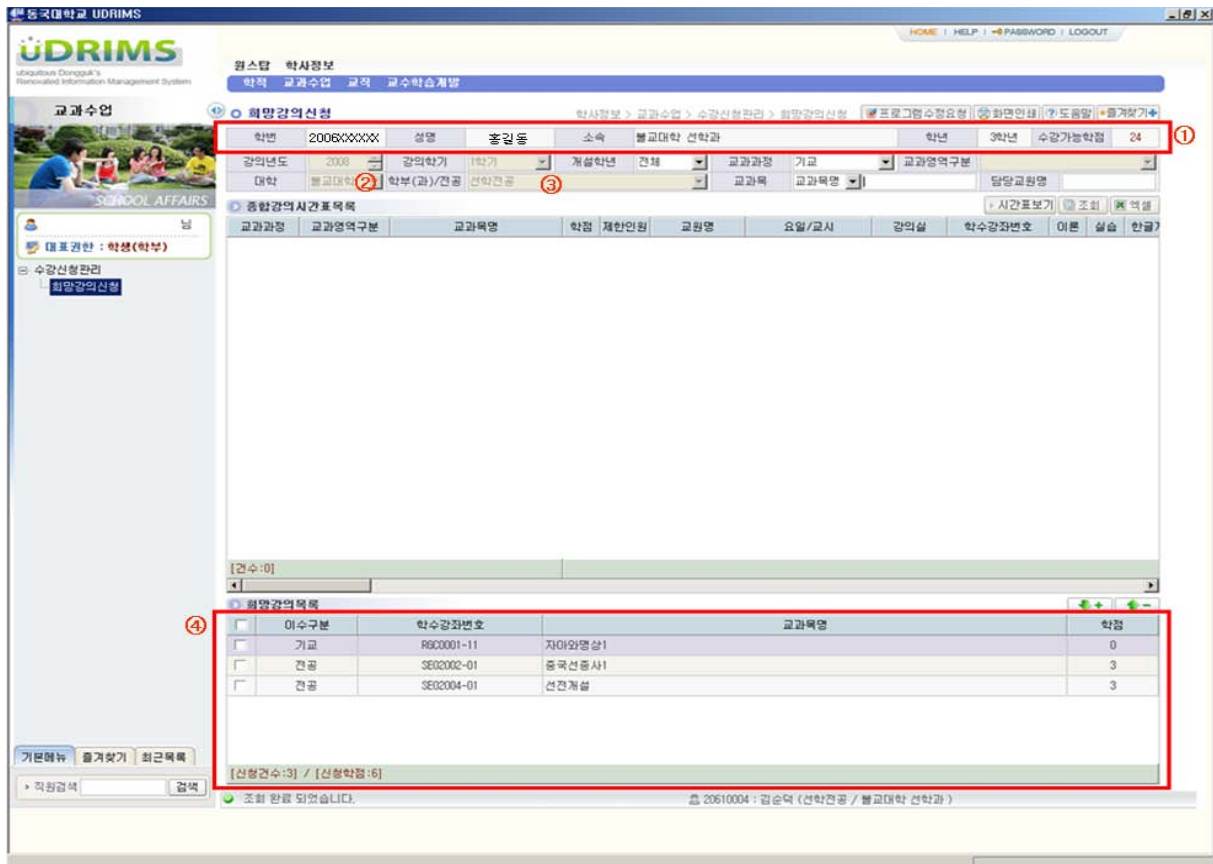 동국대학교 UDRIMS
HOME | HELP | PASSWORD | LOGOUT
UDRIMS
ubiquitous Dongguk's
Renovated Information Management System
원스탑 학사정보
학적 교과수업 교직 교수학습개발
교과수업
희망강의신청 학사정보 > 교과수업 > 수강신청관리 > 희망강의신청 프로그램수정요청 화면인쇄 도움말 즐겨찾기
학번 2006XXXXXX 성명 홍길동 소속 불교대학 선학과 학년 3학년 수강가능학점 24 ①
강의년도 2008 강의학기 1학기 개설학년 전체 교과과정 기교 교과영역구분
대학 불교대학 ② 학부(과)/전공 선학전공 ③ 교과목 교과목명 담당교원명
SCHOOL AFFAIRS
종합강의시간표목록 시간표보기 조회 엑셀
님
교과과정 교과영역구분 교과목명 학점 제한인원 교원명 요일/교시 강의실 학수강좌번호 이론 실습
대표권한 : 학생(학부)
수강신청관리
희망강의신청
[건수:0]
희망강의목록 + -
④
이수구분 학수강좌번호 교과목명 학점
기교 RGC0001-11 자아와명상1 0
전공 SEO2002-01 중국선종사1 3
전공 SEO2004-01 선전개설 3
기본메뉴 즐겨찾기 최근목록
[신청건수:3] / [신청학점:6]
직원검색 검색
조회 완료 되었습니다. 20610004 : 김순덕 (선학전공 / 불교대학 선학과 )